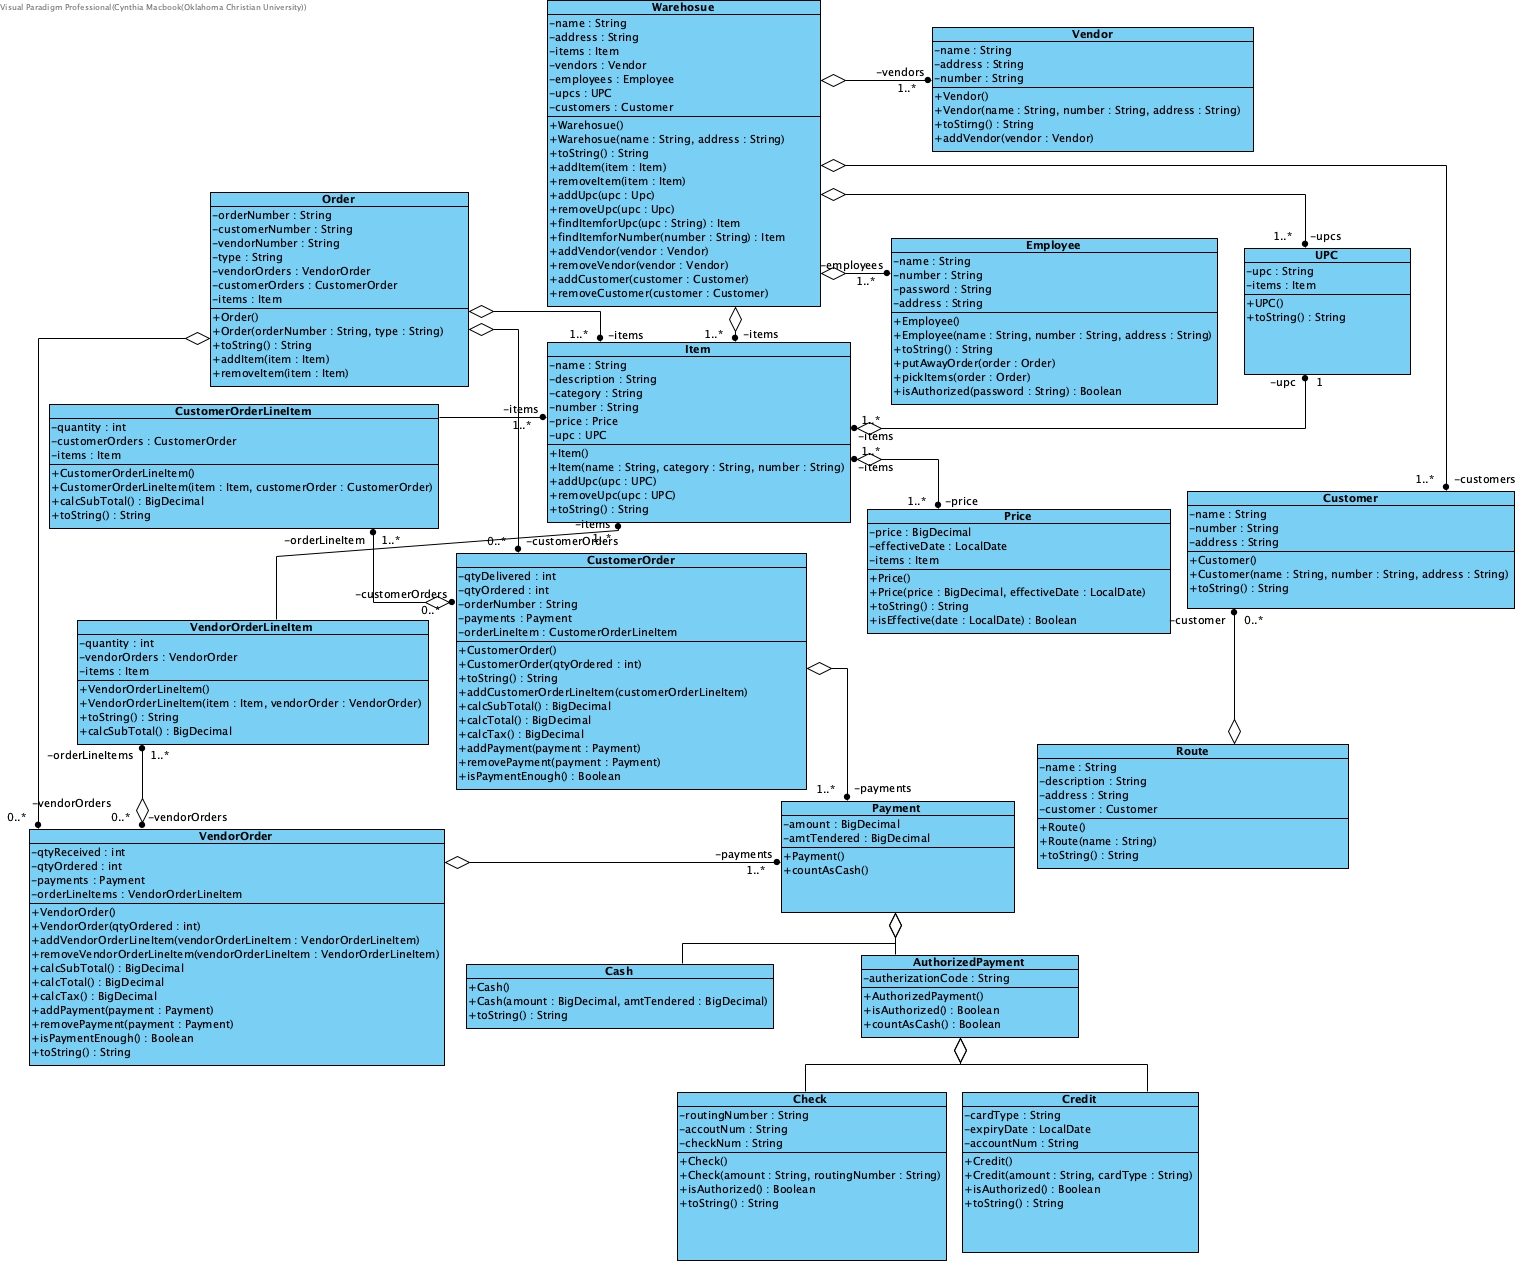 Visual Paradigm Professional(Cynthia Macbook(Oklahoma Christian University))
Warehosue
-name : String
-address : String
-items : Item
-vendors : Vendor
-employees : Employee
-upcs : UPC
-customers : Customer
+Warehosue()
+Warehosue(name : String, address : String)
+toString() : String
+addItem(item : Item)
+removeItem(item : Item)
+addUpc(upc : Upc)
+removeUpc(upc : Upc)
+findItemforUpc(upc : String) : Item
+findItemforNumber(number : String) : Item
+addVendor(vendor : Vendor)
+removeVendor(vendor : Vendor)
+addCustomer(customer : Customer)
+removeCustomer(customer : Customer)
-vendors
1..*
Vendor
-name : String
-address : String
-number : String
+Vendor()
+Vendor(name : String, number : String, address : String)
+toStirng() : String
+addVendor(vendor : Vendor)
Order
-orderNumber : String
-customerNumber : String
-vendorNumber : String
-type : String
-vendorOrders : VendorOrder
-customerOrders : CustomerOrder
-items : Item
+Order()
+Order(orderNumber : String, type : String)
+toString() : String
+addItem(item : Item)
+removeItem(item : Item)
-employees
1..*
Employee
-name : String
-number : String
-password : String
-address : String
+Employee()
+Employee(name : String, number : String, address : String)
+toString() : String
+putAwayOrder(order : Order)
+pickItems(order : Order)
+isAuthorized(password : String) : Boolean
1..* -upcs
UPC
-upc : String
-items : Item
+UPC()
+toString() : String
-upc 1
1..* -items
1..* -items
Item
-name : String
-description : String
-category : String
-number : String
-price : Price
-upc : UPC
+Item()
+Item(name : String, category : String, number : String)
+addUpc(upc : UPC)
+removeUpc(upc : UPC)
+toString() : String
1..*
-items
1..*
-items
1..* -price
CustomerOrderLineItem
-quantity : int
-customerOrders : CustomerOrder
-items : Item
+CustomerOrderLineItem()
+CustomerOrderLineItem(item : Item, customerOrder : CustomerOrder)
+calcSubTotal() : BigDecimal
+toString() : String
-items
1..*
-orderLineItem 1..*
-items
1..*
0..* -customerOrders
-customerOrders
0..*
CustomerOrder
-qtyDelivered : int
-qtyOrdered : int
-orderNumber : String
-payments : Payment
-orderLineItem : CustomerOrderLineItem
+CustomerOrder()
+CustomerOrder(qtyOrdered : int)
+toString() : String
+addCustomerOrderLineItem(customerOrderLineItem)
+calcSubTotal() : BigDecimal
+calcTotal() : BigDecimal
+calcTax() : BigDecimal
+addPayment(payment : Payment)
+removePayment(payment : Payment)
+isPaymentEnough() : Boolean
Price
-price : BigDecimal
-effectiveDate : LocalDate
-items : Item
+Price()
+Price(price : BigDecimal, effectiveDate : LocalDate)
+toString() : String
+isEffective(date : LocalDate) : Boolean
1..* -customers
Customer
-name : String
-number : String
-address : String
+Customer()
+Customer(name : String, number : String, address : String)
+toString() : String
-customer 0..*
VendorOrderLineItem
-quantity : int
-vendorOrders : VendorOrder
-items : Item
+VendorOrderLineItem()
+VendorOrderLineItem(item : Item, vendorOrder : VendorOrder)
+toString() : String
+calcSubTotal() : BigDecimal
-orderLineItems 1..*
-vendorOrders
0..*
0..* -vendorOrders
Route
-name : String
-description : String
-address : String
-customer : Customer
+Route()
+Route(name : String)
+toString() : String
1..* -payments
Payment
-amount : BigDecimal
-amtTendered : BigDecimal
+Payment()
+countAsCash()
-payments
1..*
VendorOrder
-qtyReceived : int
-qtyOrdered : int
-payments : Payment
-orderLineItems : VendorOrderLineItem
+VendorOrder()
+VendorOrder(qtyOrdered : int)
+addVendorOrderLineItem(vendorOrderLineItem : VendorOrderLineItem)
+removeVendorOrderLineItem(vendorOrderLineItem : VendorOrderLineItem)
+calcSubTotal() : BigDecimal
+calcTotal() : BigDecimal
+calcTax() : BigDecimal
+addPayment(payment : Payment)
+removePayment(payment : Payment)
+isPaymentEnough() : Boolean
+toString() : String
Cash
+Cash()
+Cash(amount : BigDecimal, amtTendered : BigDecimal)
+toString() : String
AuthorizedPayment
-autherizationCode : String
+AuthorizedPayment()
+isAuthorized() : Boolean
+countAsCash() : Boolean
Check
-routingNumber : String
-accoutNum : String
-checkNum : String
+Check()
+Check(amount : String, routingNumber : String)
+isAuthorized() : Boolean
+toString() : String
Credit
-cardType : String
-expiryDate : LocalDate
-accountNum : String
+Credit()
+Credit(amount : String, cardType : String)
+isAuthorized() : Boolean
+toString() : String